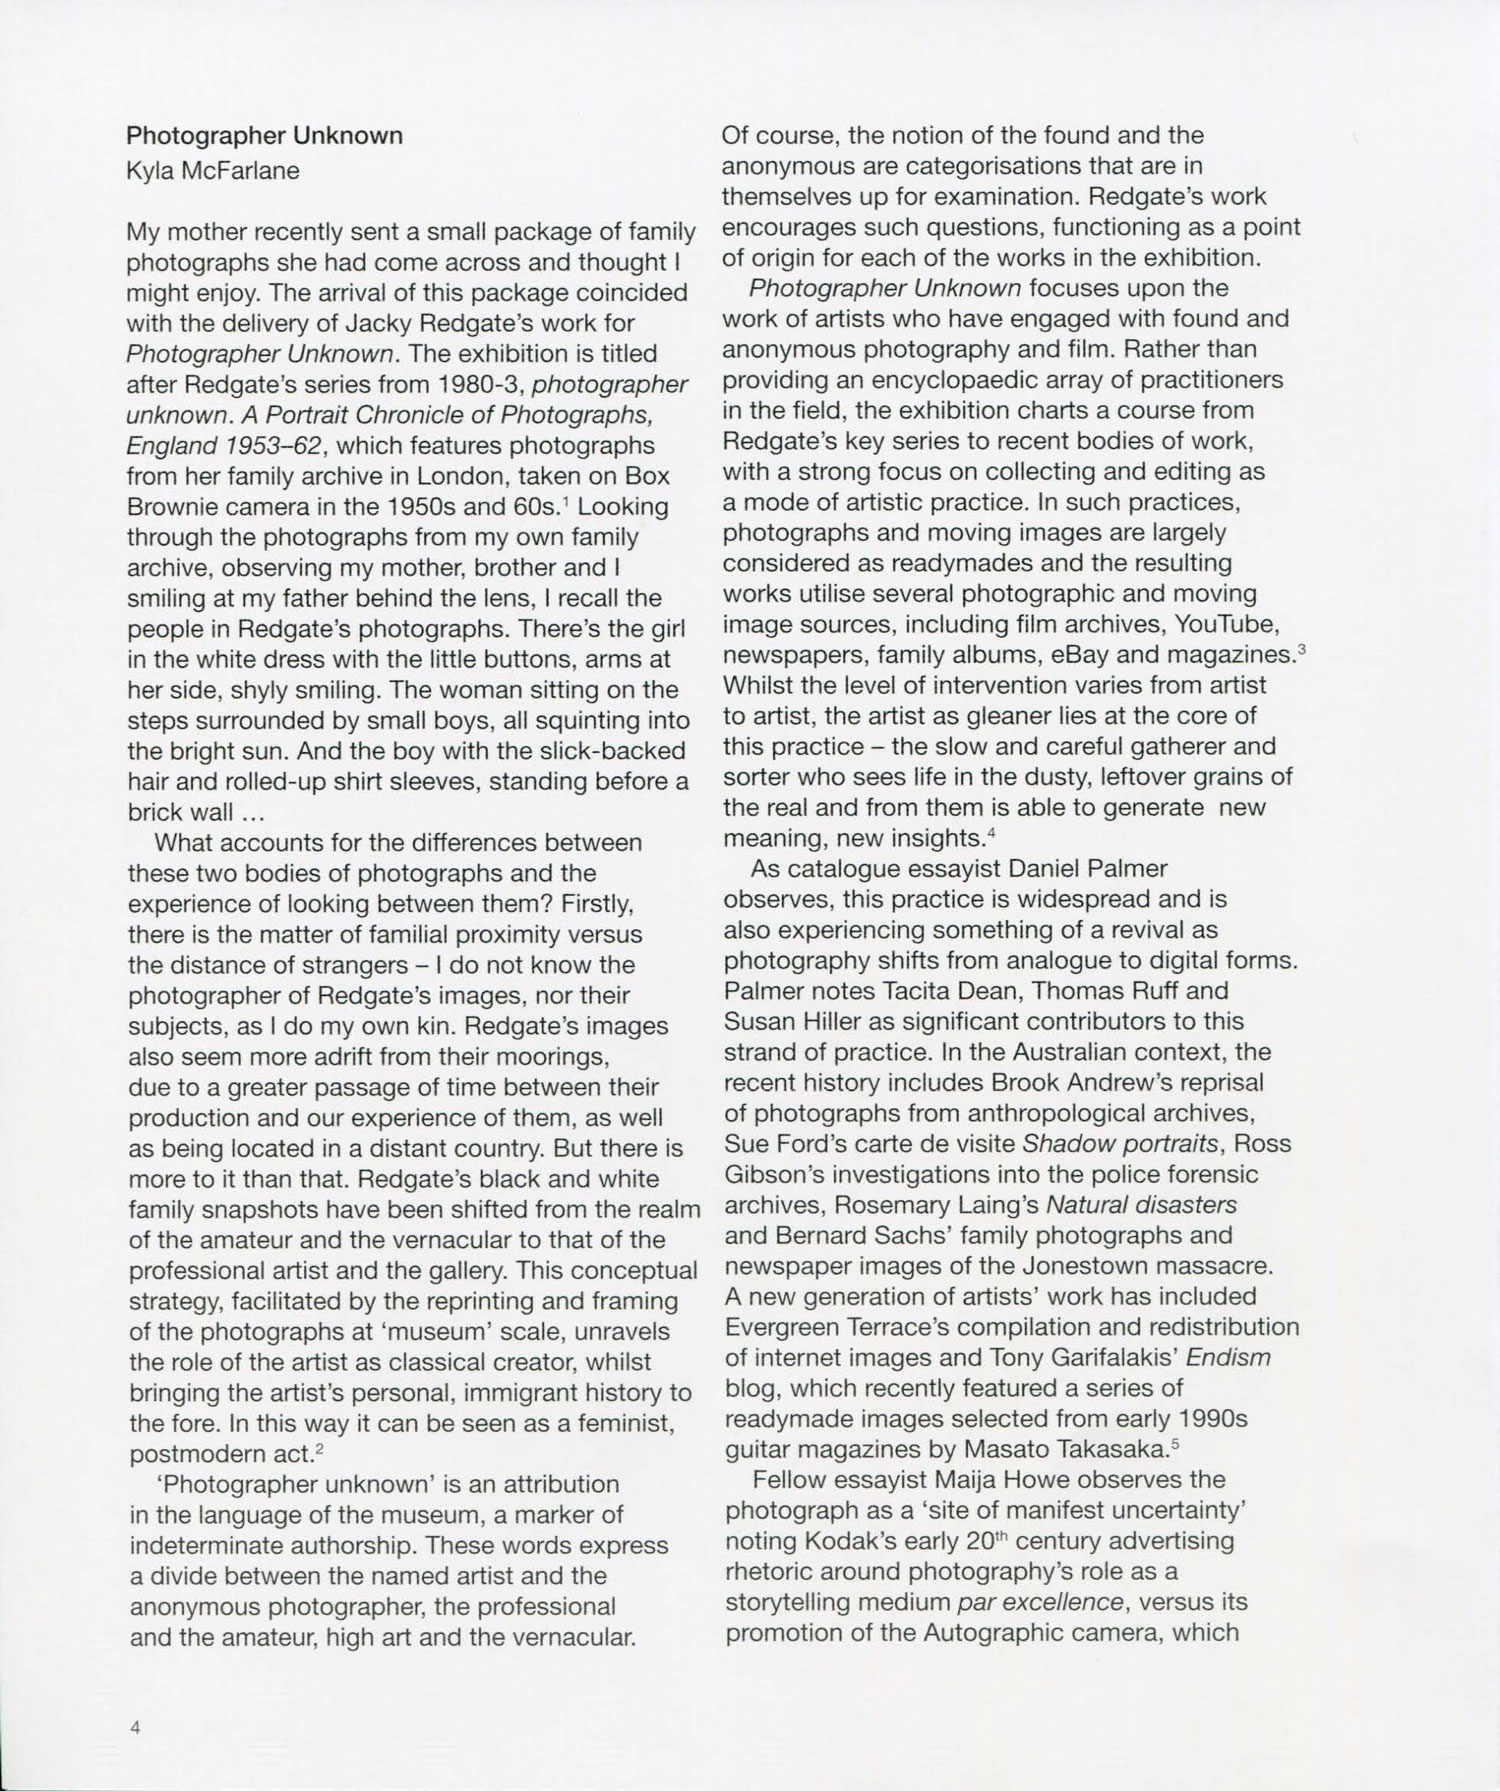 Photographer Unknown
Kyla McFarlane
My mother recently sent a small package of family
photographs she had come across and thought I
might enjoy. The arrival of this package coincided
with the delivery of Jacky Redgate’s work for
Photographer Unknown. The exhibition is titled
after Redgate’s series from 1980-3, photographer
unknown. A Portrait Chronicle of Photographs,
England 1953–62, which features photographs
from her family archive in London, taken on Box
Brownie camera in the 1950s and 60s.¹ Looking
through the photographs from my own family
archive, observing my mother, brother and I
smiling at my father behind the lens, I recall the
people in Redgate’s photographs. There’s the girl
in the white dress with the little buttons, arms at
her side, shyly smiling. The woman sitting on the
steps surrounded by small boys, all squinting into
the bright sun. And the boy with the slick-backed
hair and rolled-up shirt sleeves, standing before a
brick wall ...
What accounts for the differences between
these two bodies of photographs and the
experience of looking between them? Firstly,
there is the matter of familial proximity versus
the distance of strangers – I do not know the
photographer of Redgate’s images, nor their
subjects, as I do my own kin. Redgate’s images
also seem more adrift from their moorings,
due to a greater passage of time between their
production and our experience of them, as well
as being located in a distant country. But there is
more to it than that. Redgate’s black and white
family snapshots have been shifted from the realm
of the amateur and the vernacular to that of the
professional artist and the gallery. This conceptual
strategy, facilitated by the reprinting and framing
of the photographs at ‘museum’ scale, unravels
the role of the artist as classical creator, whilst
bringing the artist’s personal, immigrant history to
the fore. In this way it can be seen as a feminist,
postmodern act.²
‘Photographer unknown’ is an attribution
in the language of the museum, a marker of
indeterminate authorship. These words express
a divide between the named artist and the
anonymous photographer, the professional
and the amateur, high art and the vernacular.
Of course, the notion of the found and the
anonymous are categorisations that are in
themselves up for examination. Redgate’s work
encourages such questions, functioning as a point
of origin for each of the works in the exhibition.
Photographer Unknown focuses upon the
work of artists who have engaged with found and
anonymous photography and film. Rather than
providing an encyclopaedic array of practitioners
in the field, the exhibition charts a course from
Redgate’s key series to recent bodies of work,
with a strong focus on collecting and editing as
a mode of artistic practice. In such practices,
photographs and moving images are largely
considered as readymades and the resulting
works utilise several photographic and moving
image sources, including film archives, YouTube,
newspapers, family albums, eBay and magazines.³
Whilst the level of intervention varies from artist
to artist, the artist as gleaner lies at the core of
this practice – the slow and careful gatherer and
sorter who sees life in the dusty, leftover grains of
the real and from them is able to generate new
meaning, new insights.⁴
As catalogue essayist Daniel Palmer
observes, this practice is widespread and is
also experiencing something of a revival as
photography shifts from analogue to digital forms.
Palmer notes Tacita Dean, Thomas Ruff and
Susan Hiller as significant contributors to this
strand of practice. In the Australian context, the
recent history includes Brook Andrew’s reprisal
of photographs from anthropological archives,
Sue Ford’s carte de visite Shadow portraits, Ross
Gibson’s investigations into the police forensic
archives, Rosemary Laing’s Natural disasters
and Bernard Sachs’ family photographs and
newspaper images of the Jonestown massacre.
A new generation of artists’ work has included
Evergreen Terrace’s compilation and redistribution
of internet images and Tony Garifalakis’ Endism
blog, which recently featured a series of
readymade images selected from early 1990s
guitar magazines by Masato Takasaka.⁵
Fellow essayist Maija Howe observes the
photograph as a ‘site of manifest uncertainty’
noting Kodak’s early 20th century advertising
rhetoric around photography’s role as a
storytelling medium par excellence, versus its
promotion of the Autographic camera, which
4